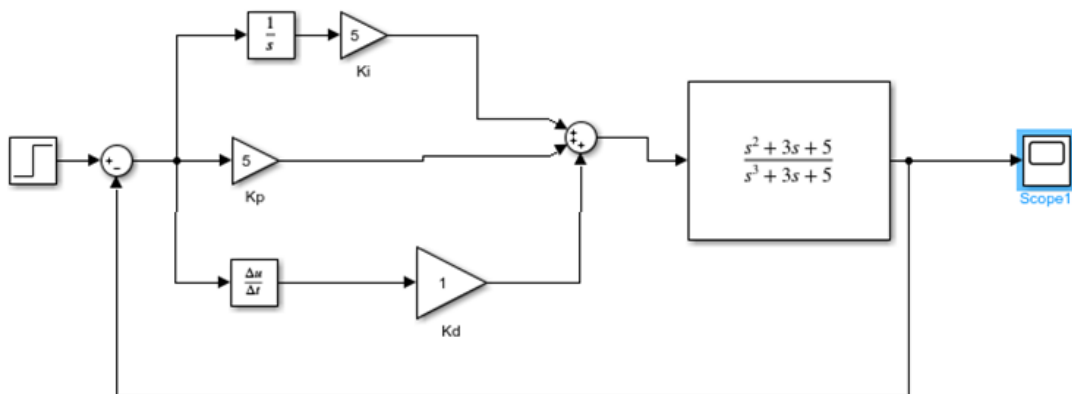 1
s
5
Ki
+
−
5
Kp
+
+
+
s² + 3s + 5
s³ + 3s + 5
Scope1
Δu
Δt
1
Kd